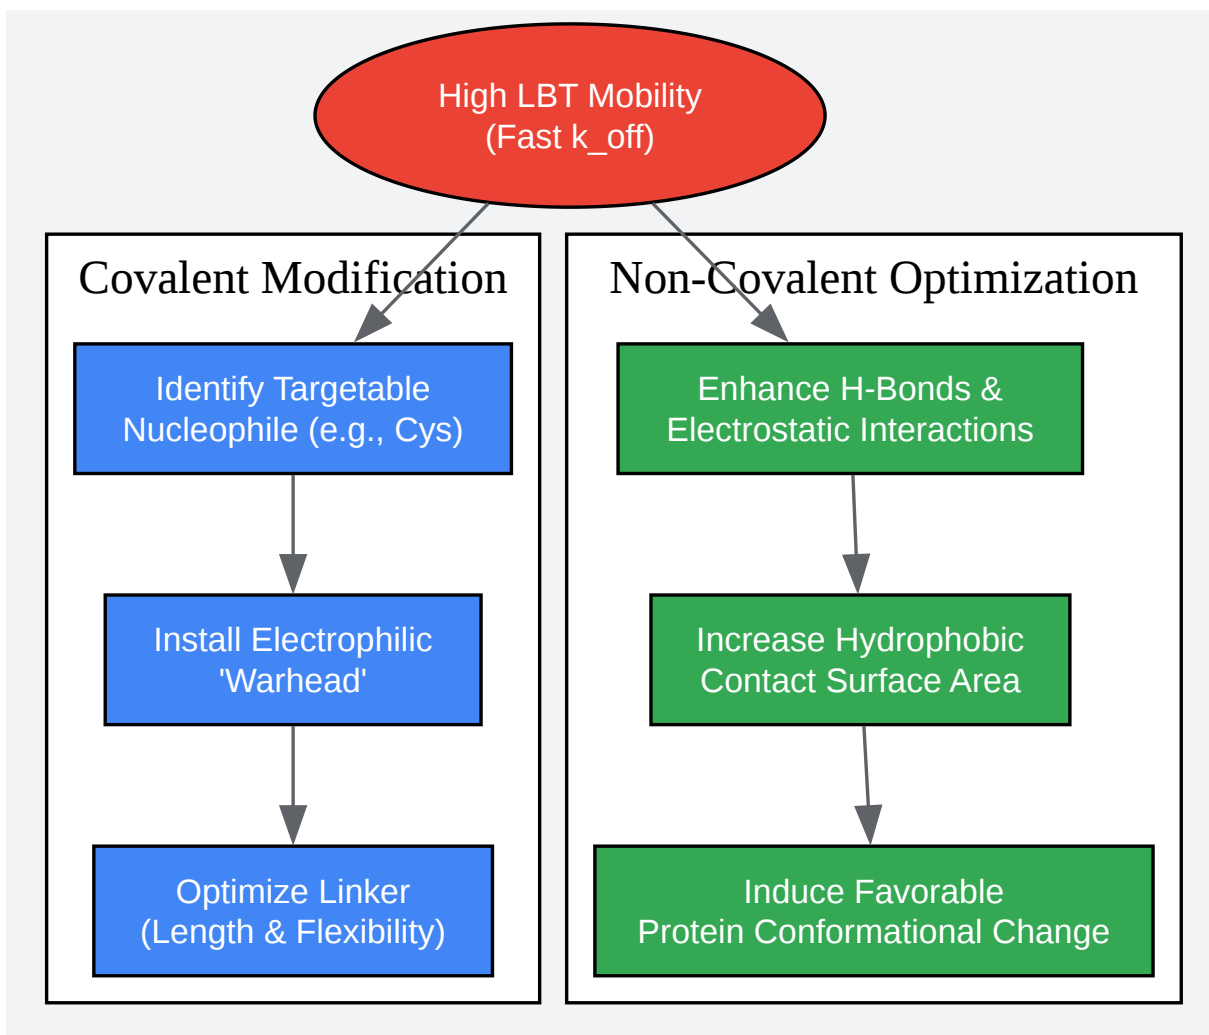 High LBT Mobility
(Fast k_off)
Covalent Modification
Identify Targetable
Nucleophile (e.g., Cys)
Install Electrophilic
'Warhead'
Optimize Linker
(Length & Flexibility)
Non-Covalent Optimization
Enhance H-Bonds &
Electrostatic Interactions
Increase Hydrophobic
Contact Surface Area
Induce Favorable
Protein Conformational Change